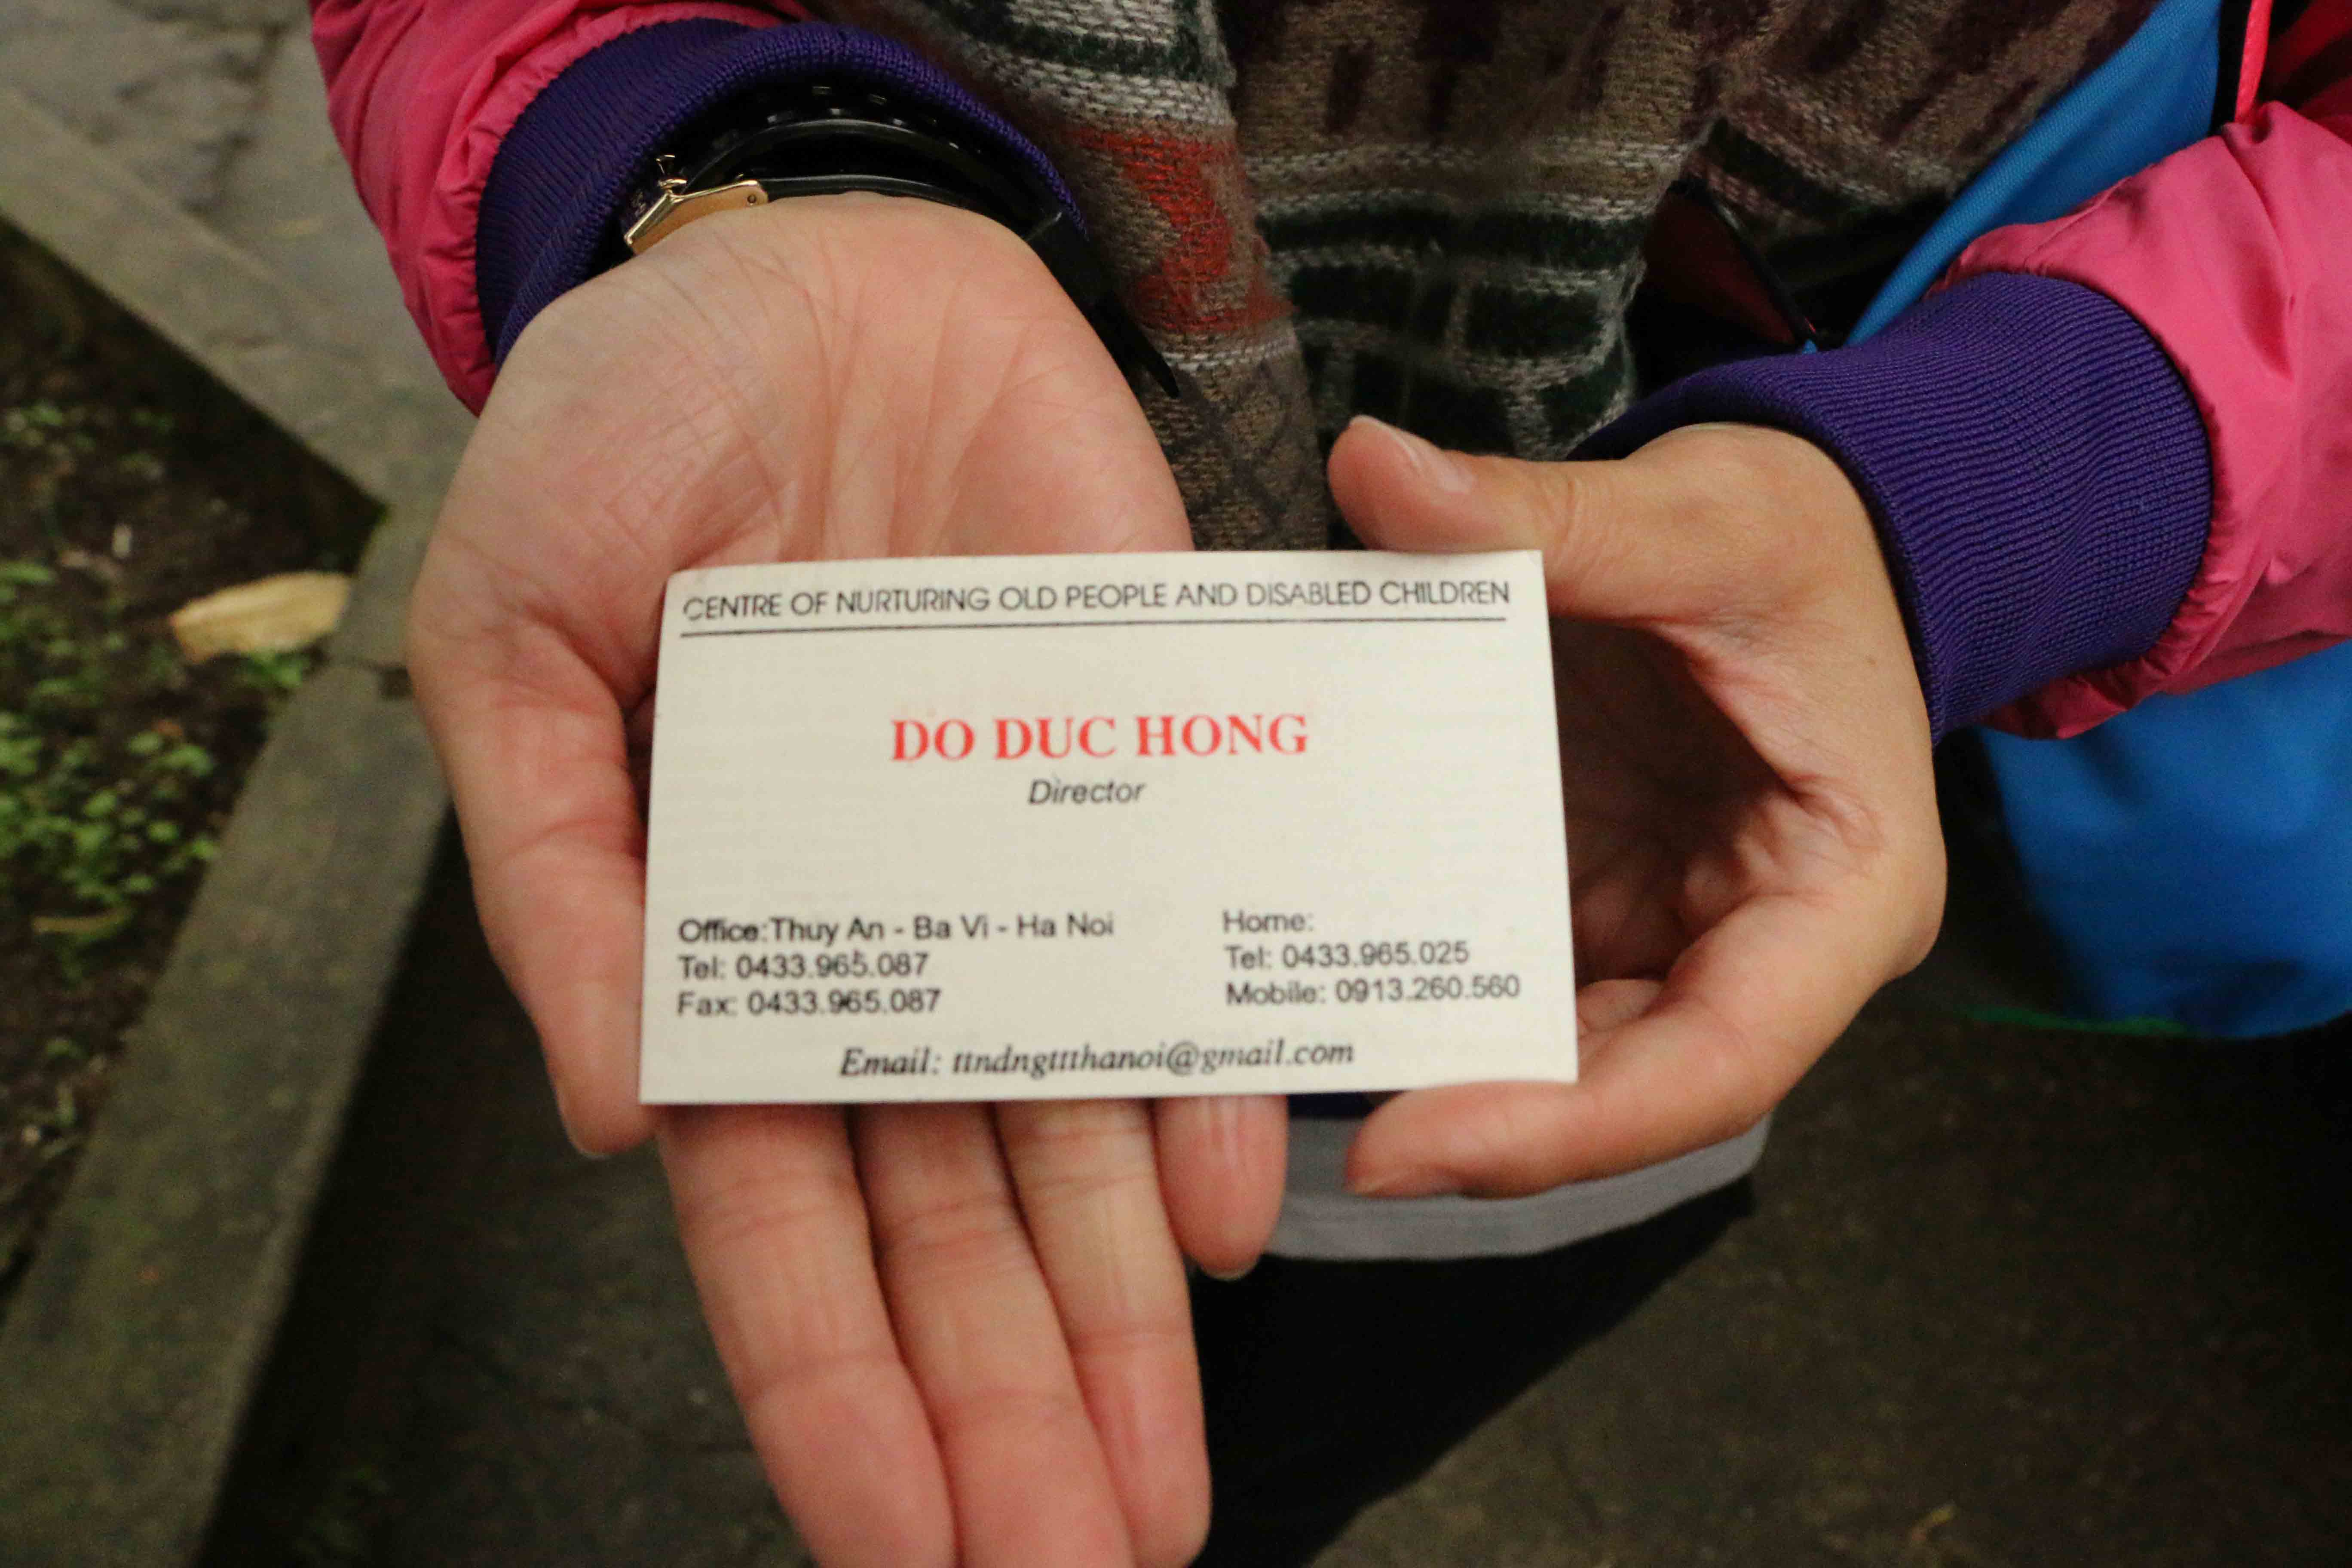 CENTRE OF NURTURING OLD PEOPLE AND DISABLED CHILDREN
DO DUC HONG
Director
Office:Thuy An - Ba Vi - Ha Noi
Tel: 0433.965.087
Fax: 0433.965.087
Home:
Tel: 0433.965.025
Mobile: 0913.260.560
Email: ttndngtttthanoi@gmail.com